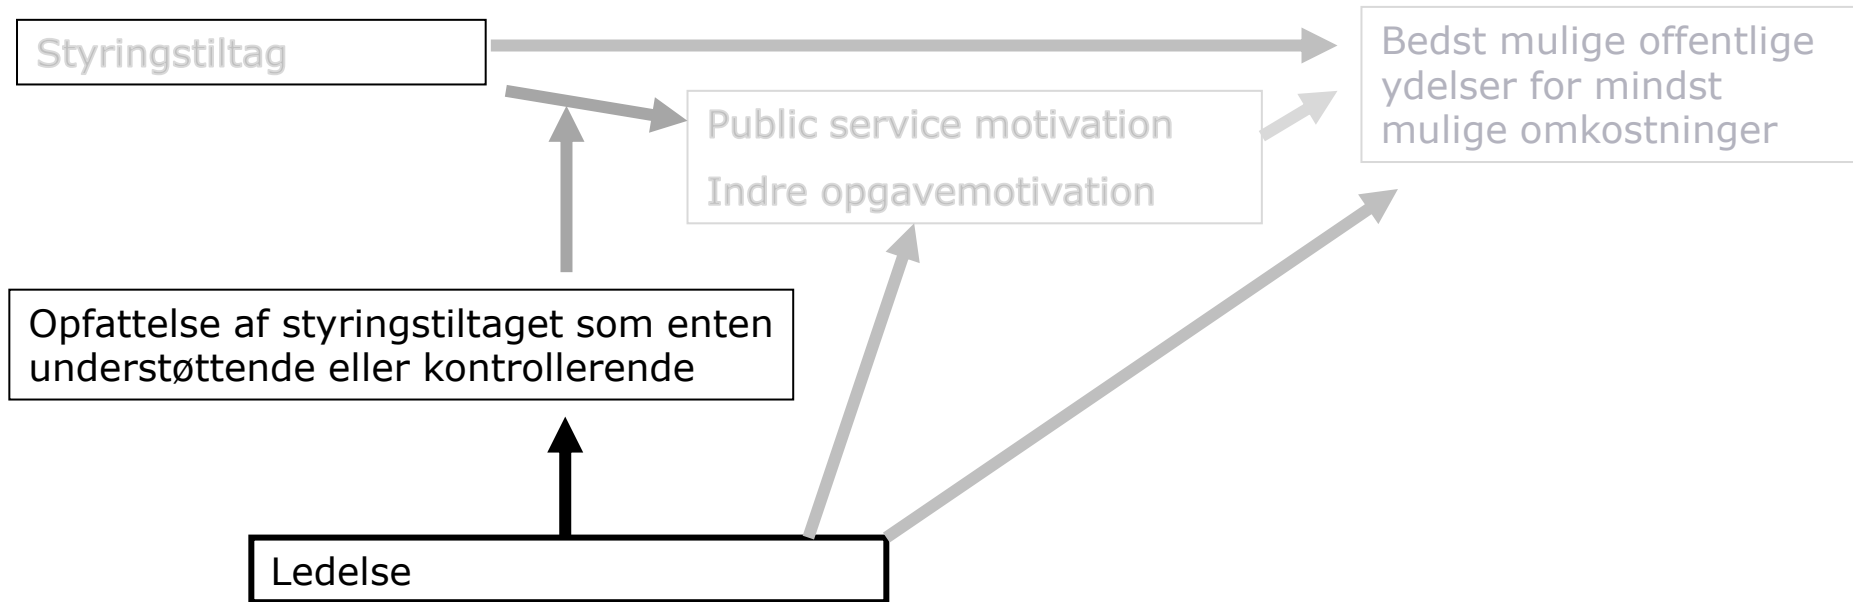 Styringstiltag
Bedst mulige offentlige
ydelser for mindst
mulige omkostninger
Public service motivation
Indre opgavemotivation
Opfattelse af styringstiltaget som enten
understøttende eller kontrollerende
Ledelse